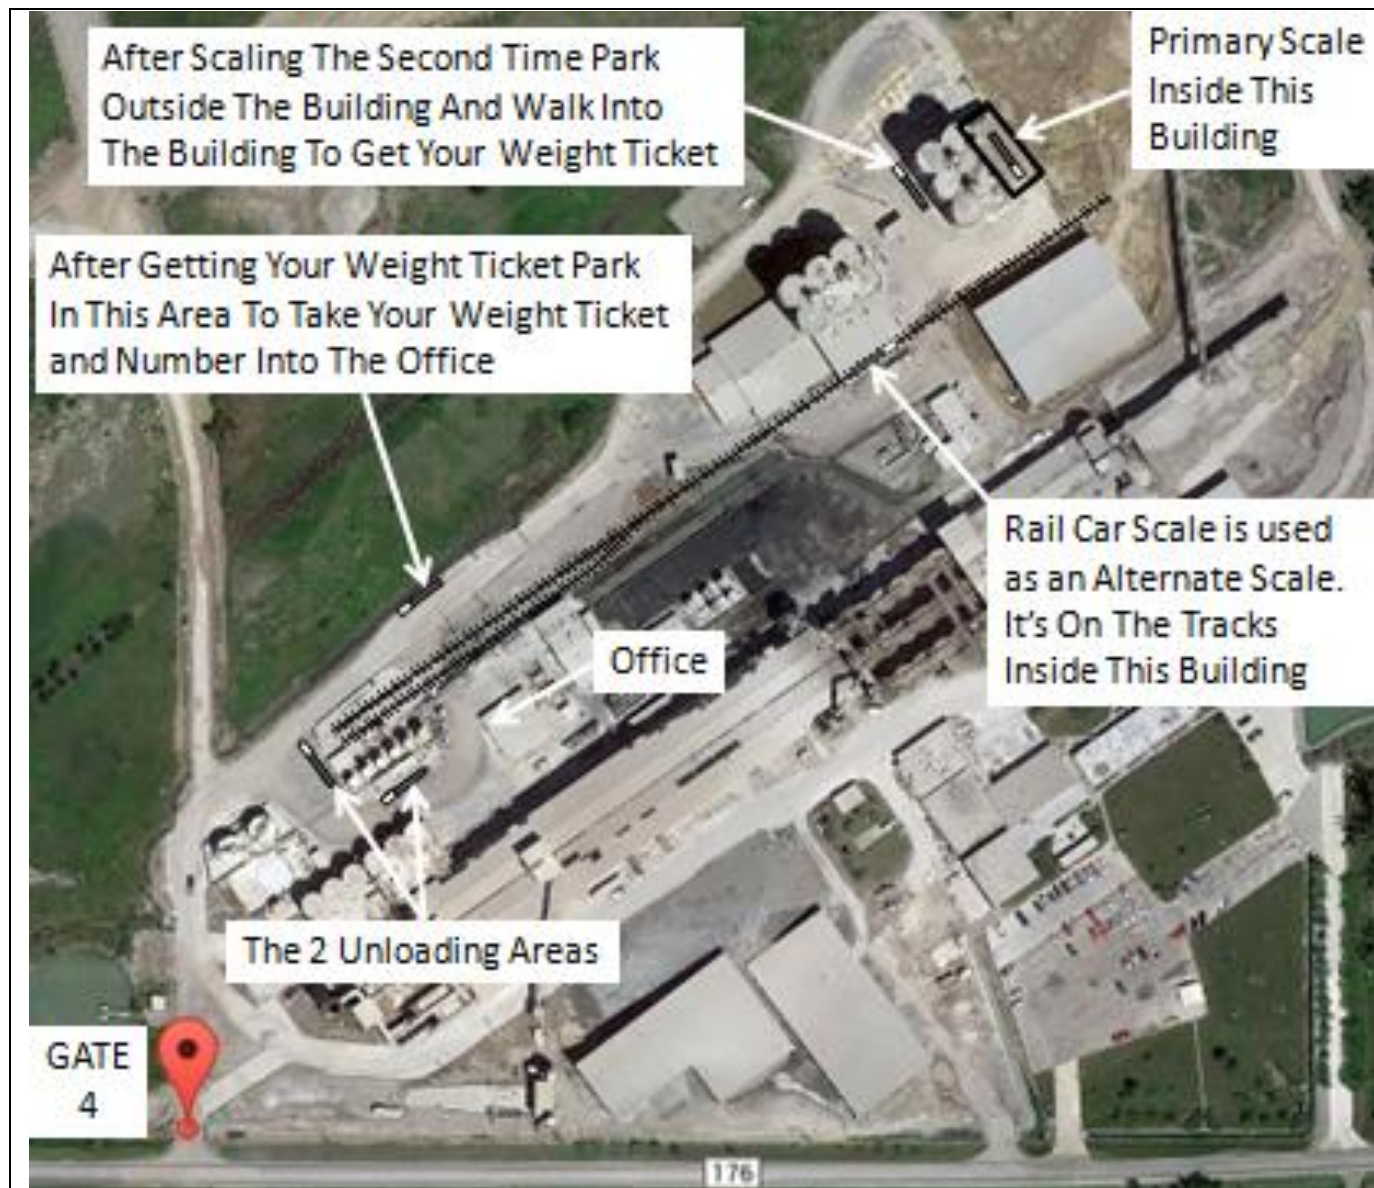 After Scaling The Second Time Park
Outside The Building And Walk Into
The Building To Get Your Weight Ticket
Primary Scale
Inside This
Building
After Getting Your Weight Ticket Park
In This Area To Take Your Weight Ticket
and Number Into The Office
Rail Car Scale is used
as an Alternate Scale.
It's On The Tracks
Inside This Building
Office
The 2 Unloading Areas
GATE
4
176